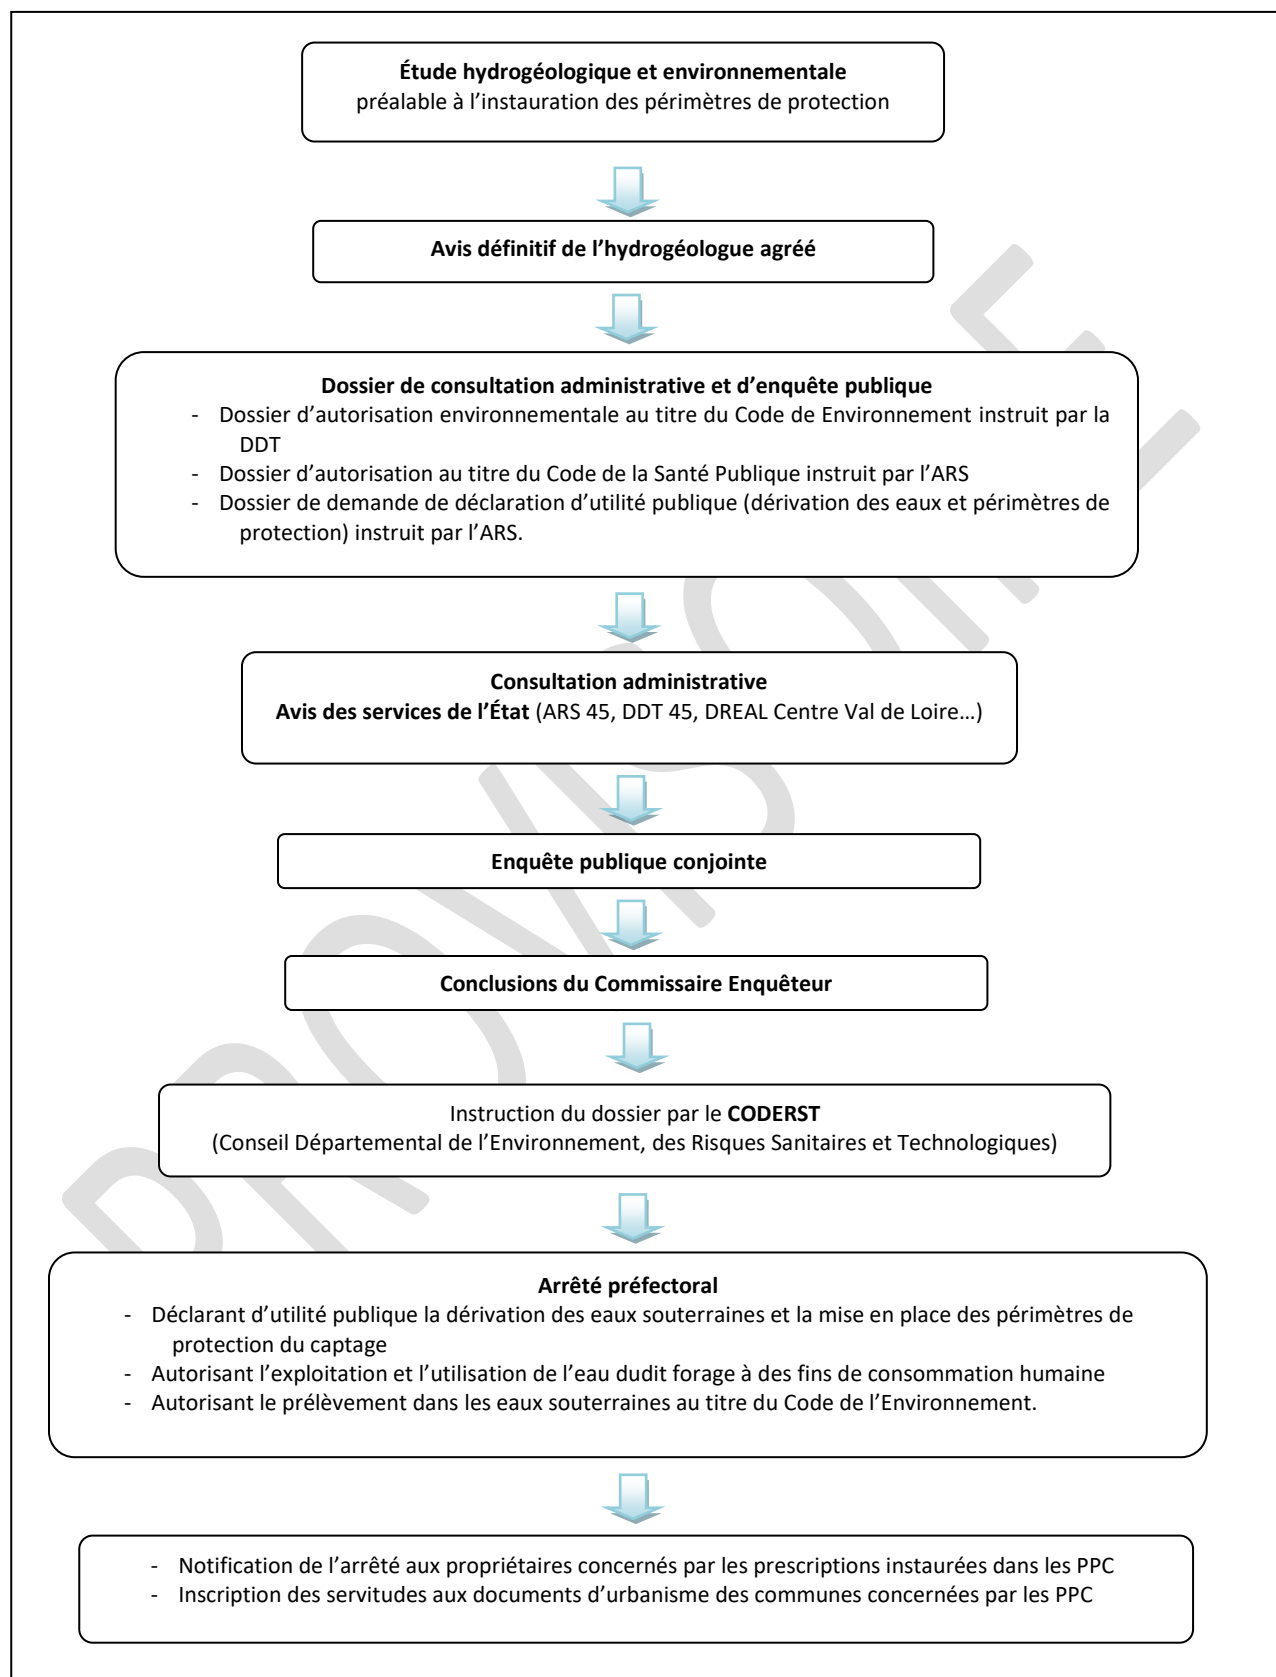 Étude hydrogéologique et environnementale
préalable à l’instauration des périmètres de protection
Avis définitif de l’hydrogéologue agréé
Dossier de consultation administrative et d’enquête publique
- Dossier d’autorisation environnementale au titre du Code de Environnement instruit par la
DDT
- Dossier d’autorisation au titre du Code de la Santé Publique instruit par l’ARS
- Dossier de demande de déclaration d’utilité publique (dérivation des eaux et périmètres de
protection) instruit par l’ARS.
Consultation administrative
Avis des services de l’État (ARS 45, DDT 45, DREAL Centre Val de Loire…)
Enquête publique conjointe
Conclusions du Commissaire Enquêteur
Instruction du dossier par le CODERST
(Conseil Départemental de l’Environnement, des Risques Sanitaires et Technologiques)
Arrêté préfectoral
- Déclarant d’utilité publique la dérivation des eaux souterraines et la mise en place des périmètres de
protection du captage
- Autorisant l’exploitation et l’utilisation de l’eau dudit forage à des fins de consommation humaine
- Autorisant le prélèvement dans les eaux souterraines au titre du Code de l’Environnement.
- Notification de l’arrêté aux propriétaires concernés par les prescriptions instaurées dans les PPC
- Inscription des servitudes aux documents d’urbanisme des communes concernées par les PPC
PROVISOIRE